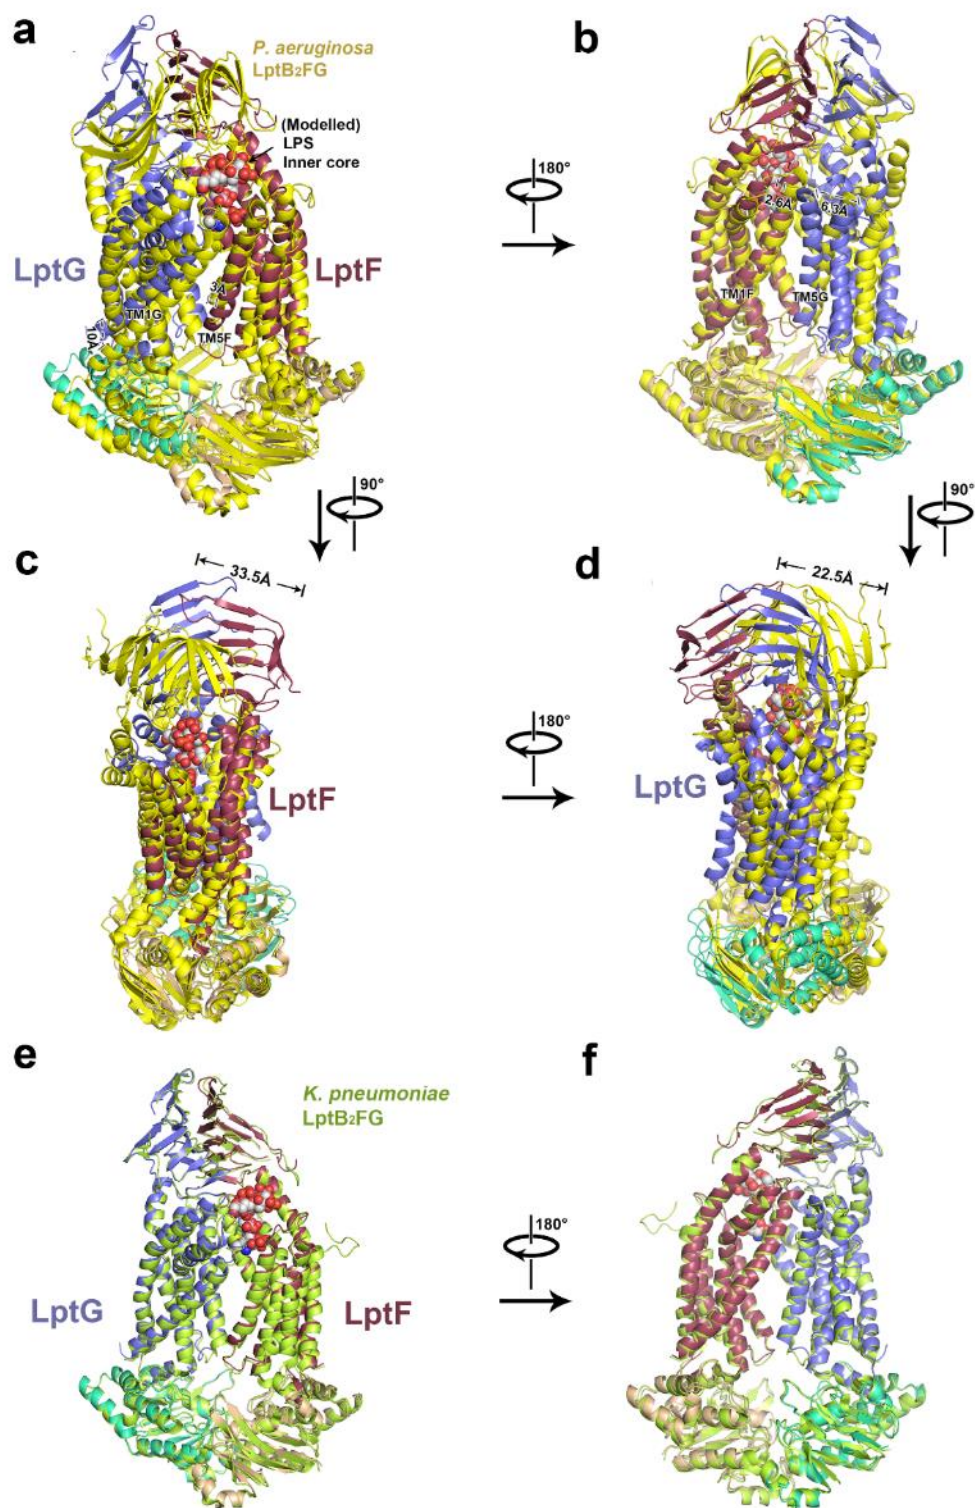 a
P. aeruginosa
LptB₂FG
(Modelled)
LPS
Inner core
LptG
LptF
3Å
TM1G
TM5F
10Å
180°
b
2.6Å
6.3Å
TM1F
TM5G
90°
90°
c
33.5Å
LptF
180°
d
22.5Å
LptG
e
K. pneumoniae
LptB₂FG
LptG
LptF
180°
f